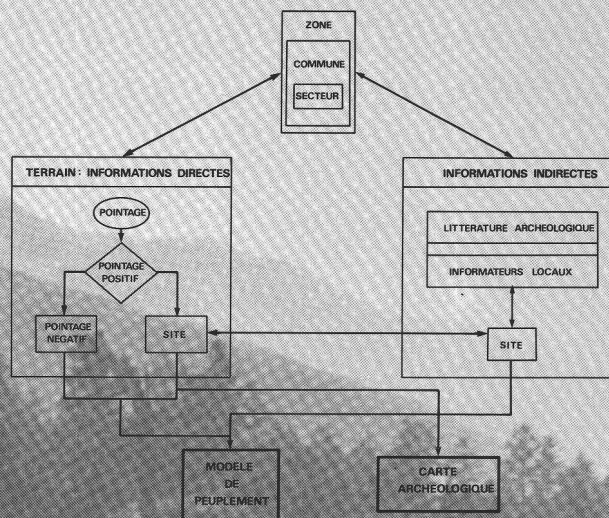 ZONE
COMMUNE
SECTEUR
TERRAIN: INFORMATIONS DIRECTES
POINTAGE
POINTAGE
POSITIF
POINTAGE
NEGATIF
SITE
INFORMATIONS INDIRECTES
LITTERATURE ARCHEOLOGIQUE
INFORMATEURS LOCAUX
SITE
MODELE
DE
PEUPLEMENT
CARTE
ARCHEOLOGIQUE